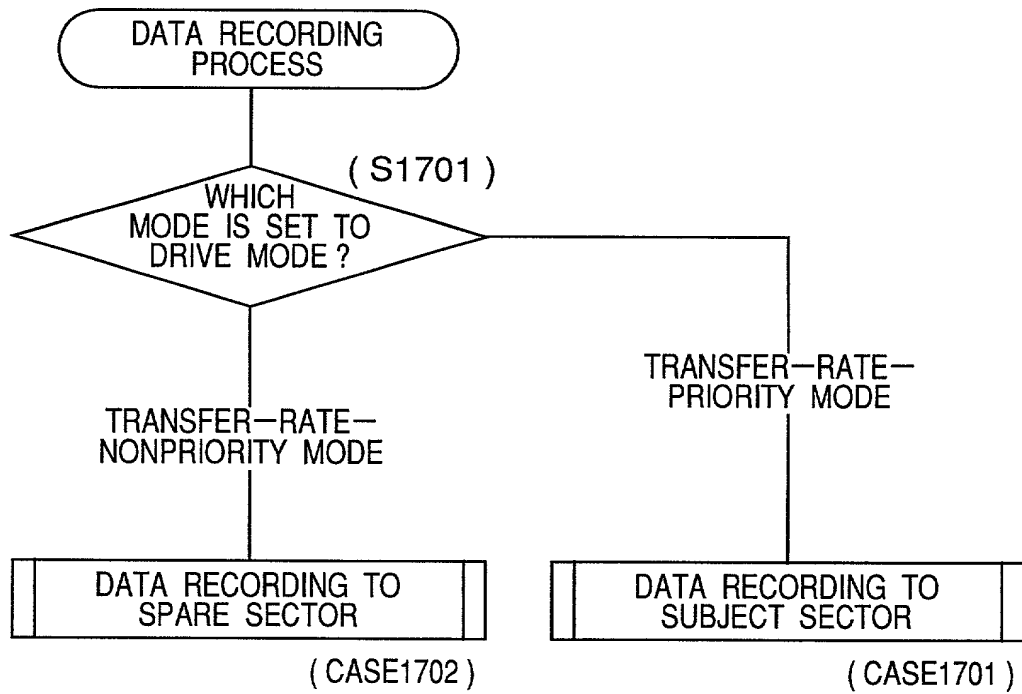 DATA RECORDING
PROCESS
( S1701 )
WHICH
MODE IS SET TO
DRIVE MODE ?
TRANSFER—RATE—
PRIORITY MODE
TRANSFER—RATE—
NONPRIORITY MODE
DATA RECORDING TO
SPARE SECTOR
DATA RECORDING TO
SUBJECT SECTOR
( CASE1702 )
( CASE1701 )